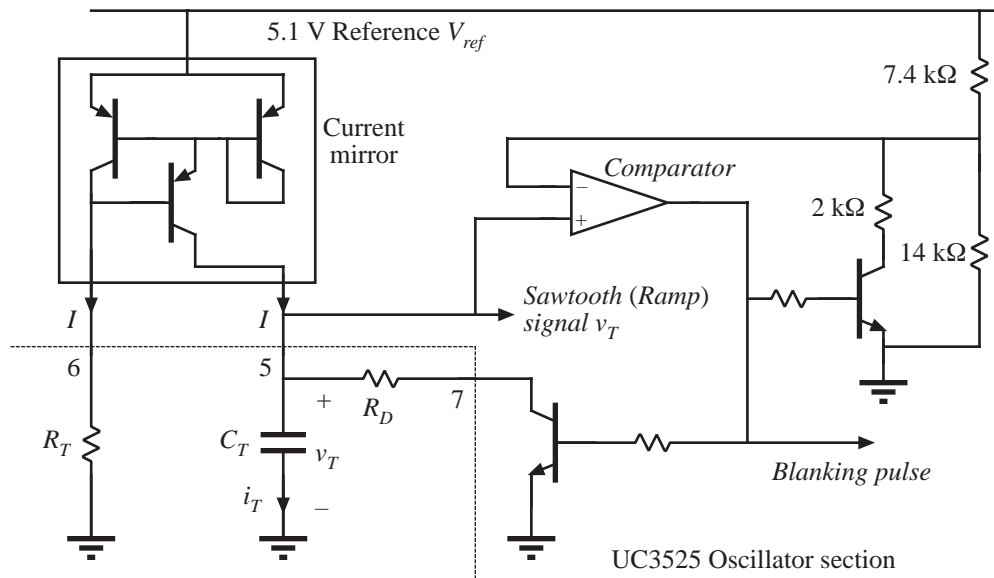 5.1 V Reference V_ref
7.4 kΩ
Current
mirror
Comparator
−
+
2 kΩ
14 kΩ
I
I
Sawtooth (Ramp)
signal v_T
6
5
7
+
R_D
R_T
C_T
v_T
i_T
−
Blanking pulse
UC3525 Oscillator section